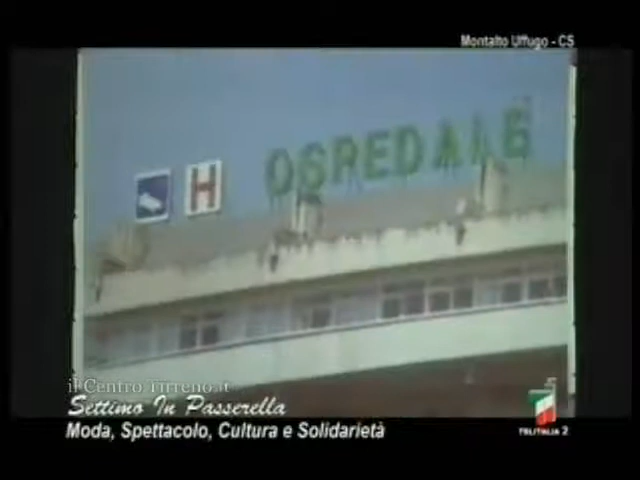 Montalto Uffugo - CS
H OSPEDALE
il Centro Tirreno.it
Settimo In Passerella
Moda, Spettacolo, Cultura e Solidarietà
TELITALIA 2